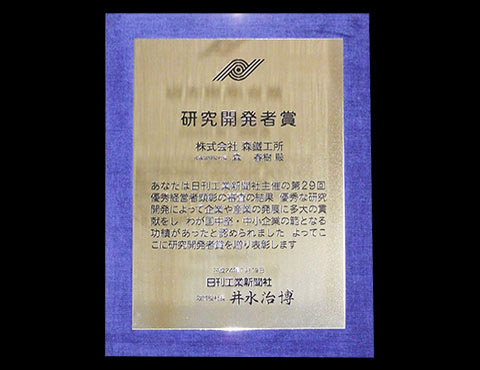 研究開発者賞
株式会社 森鐵工所
森 春樹 殿
あなたは日刊工業新聞社主催の第29回
優秀経営者顕彰の審査の結果 優秀な研究
開発によって企業や産業の発展に多大の貢
献をし わが国中堅・中小企業の範となる
功績があったと認められました よってこ
こに研究開発者賞を贈り表彰します
日刊工業新聞社
井水治博